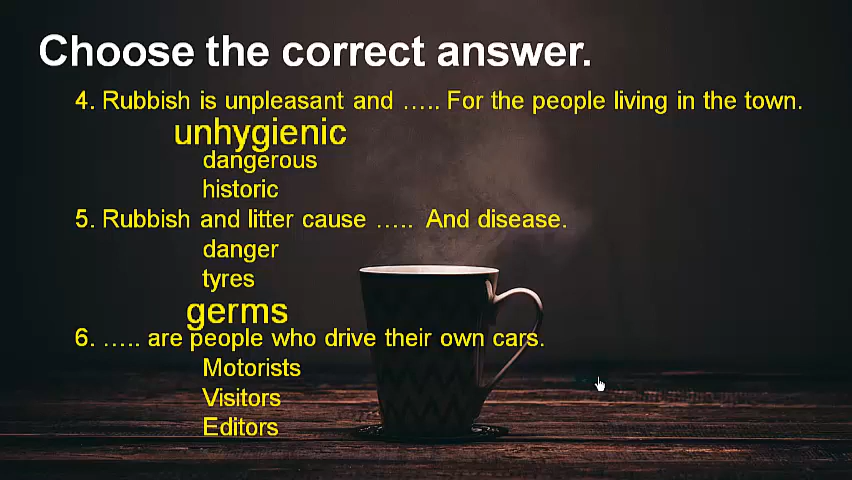 Choose the correct answer.
4. Rubbish is unpleasant and ….. For the people living in the town.
unhygienic
dangerous
historic
5. Rubbish and litter cause ….. And disease.
danger
tyres
germs
6. ….. are people who drive their own cars.
Motorists
Visitors
Editors